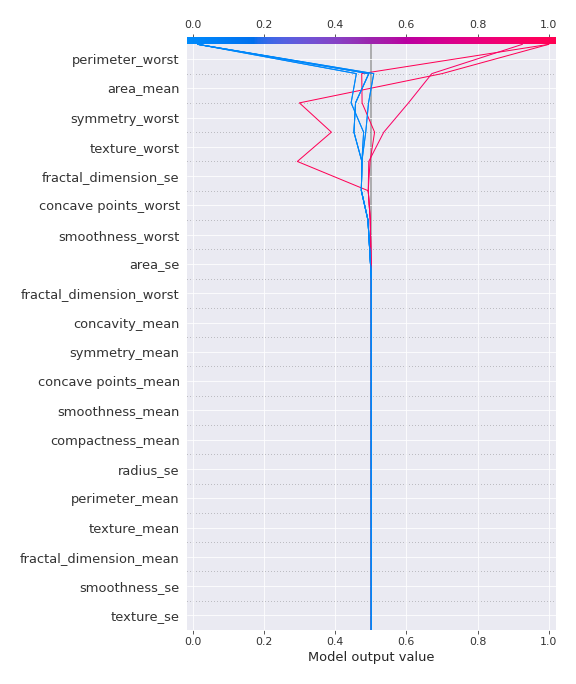 0.0 0.2 0.4 0.6 0.8 1.0
perimeter_worst
area_mean
symmetry_worst
texture_worst
fractal_dimension_se
concave points_worst
smoothness_worst
area_se
fractal_dimension_worst
concavity_mean
symmetry_mean
concave points_mean
smoothness_mean
compactness_mean
radius_se
perimeter_mean
texture_mean
fractal_dimension_mean
smoothness_se
texture_se
0.0 0.2 0.4 0.6 0.8 1.0
Model output value